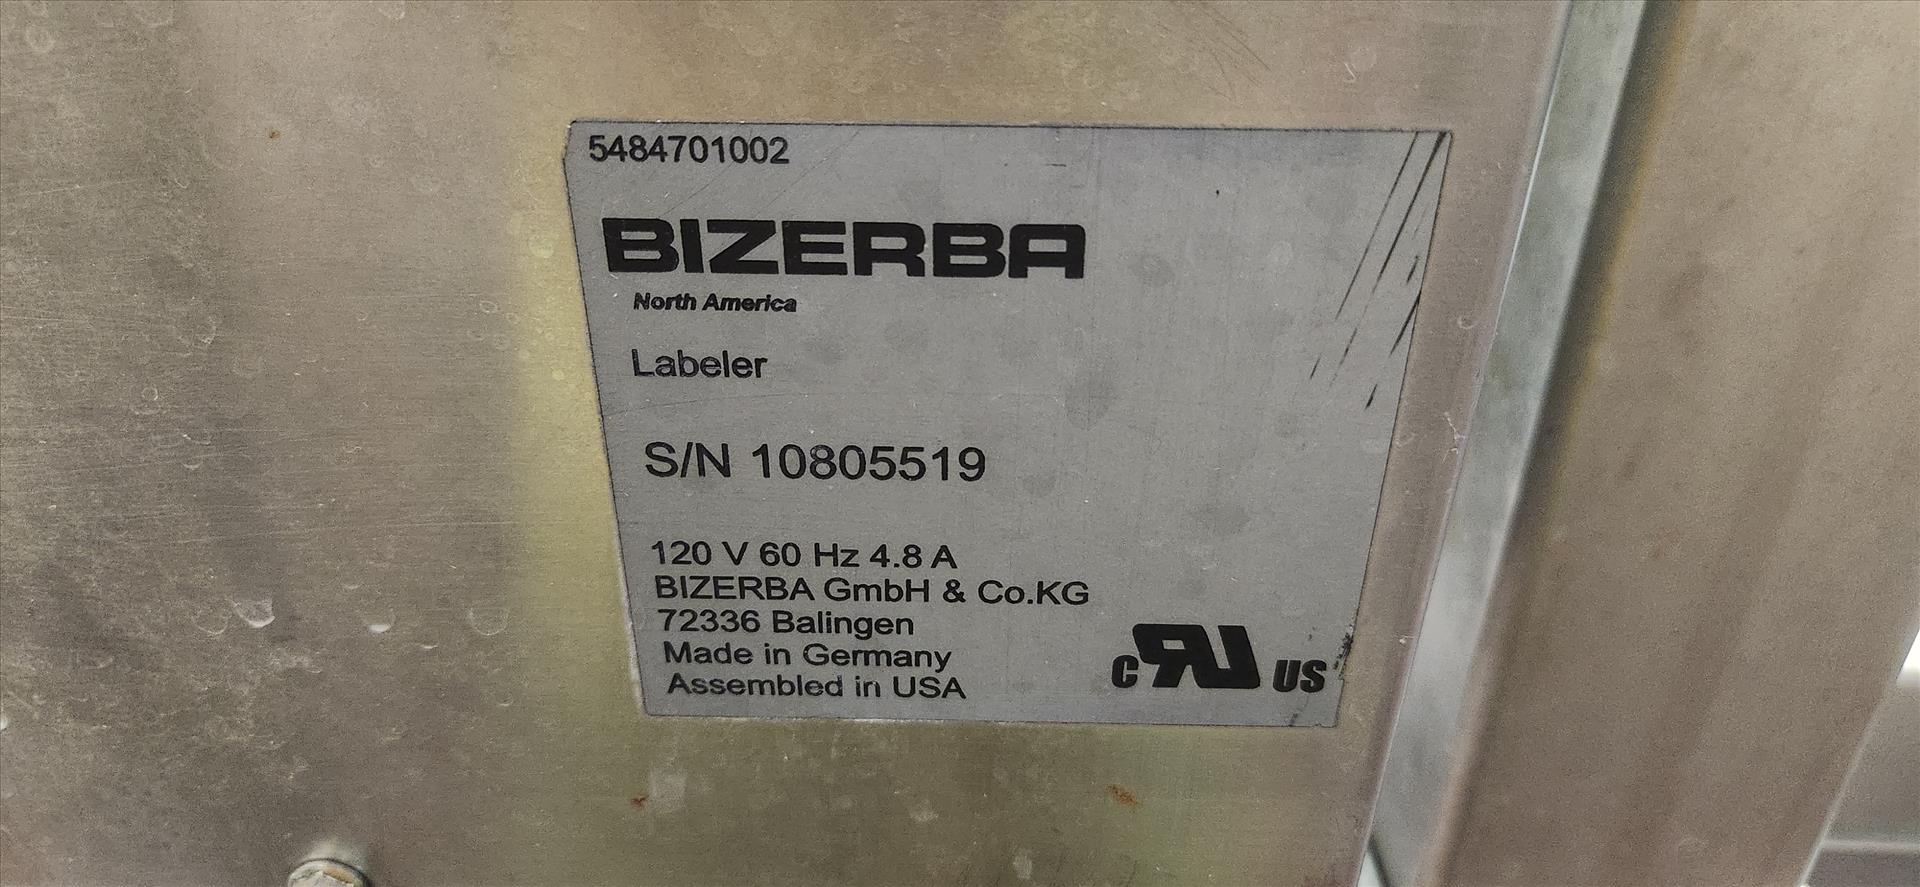 5484701002
BIZERBA
North America
Labeler
S/N 10805519
120 V 60 Hz 4.8 A
BIZERBA GmbH & Co.KG
72336 Balingen
Made in Germany
Assembled in USA
c RU US